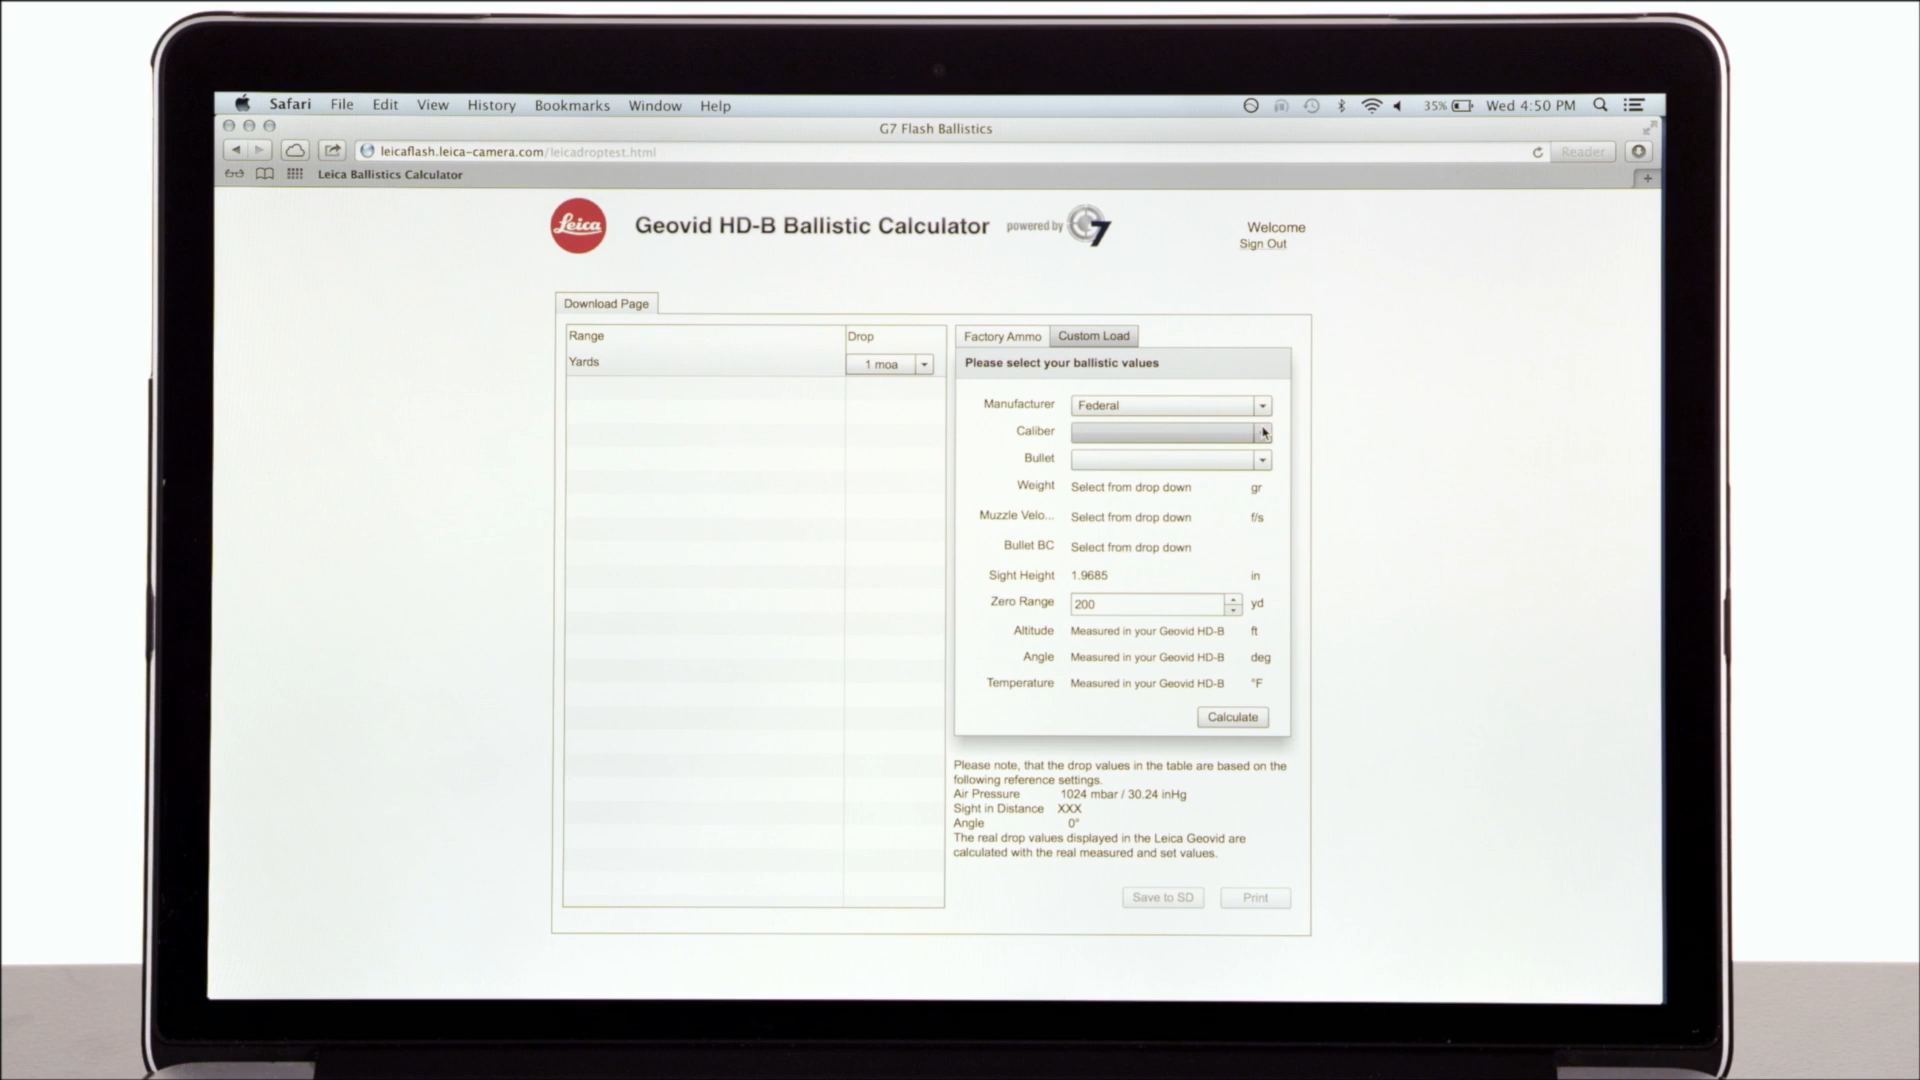 Safari File Edit View History Bookmarks Window Help 35% Wed 4:50 PM
G7 Flash Ballistics
leicaflash.leica-camera.com/leicadroptest.html Reader
Leica Ballistics Calculator
Leica Geovid HD-B Ballistic Calculator powered by G7
Welcome
Sign Out
Download Page
Range Drop
Yards 1 moa
Factory Ammo Custom Load
Please select your ballistic values
Manufacturer Federal
Caliber
Bullet
Weight Select from drop down gr
Muzzle Velo... Select from drop down f/s
Bullet BC Select from drop down
Sight Height 1.9685 in
Zero Range 200 yd
Altitude Measured in your Geovid HD-B ft
Angle Measured in your Geovid HD-B deg
Temperature Measured in your Geovid HD-B °F
Calculate
Please note, that the drop values in the table are based on the
following reference settings.
Air Pressure 1024 mbar / 30.24 inHg
Sight in Distance XXX
Angle 0°
The real drop values displayed in the Leica Geovid are
calculated with the real measured and set values.
Save to SD Print